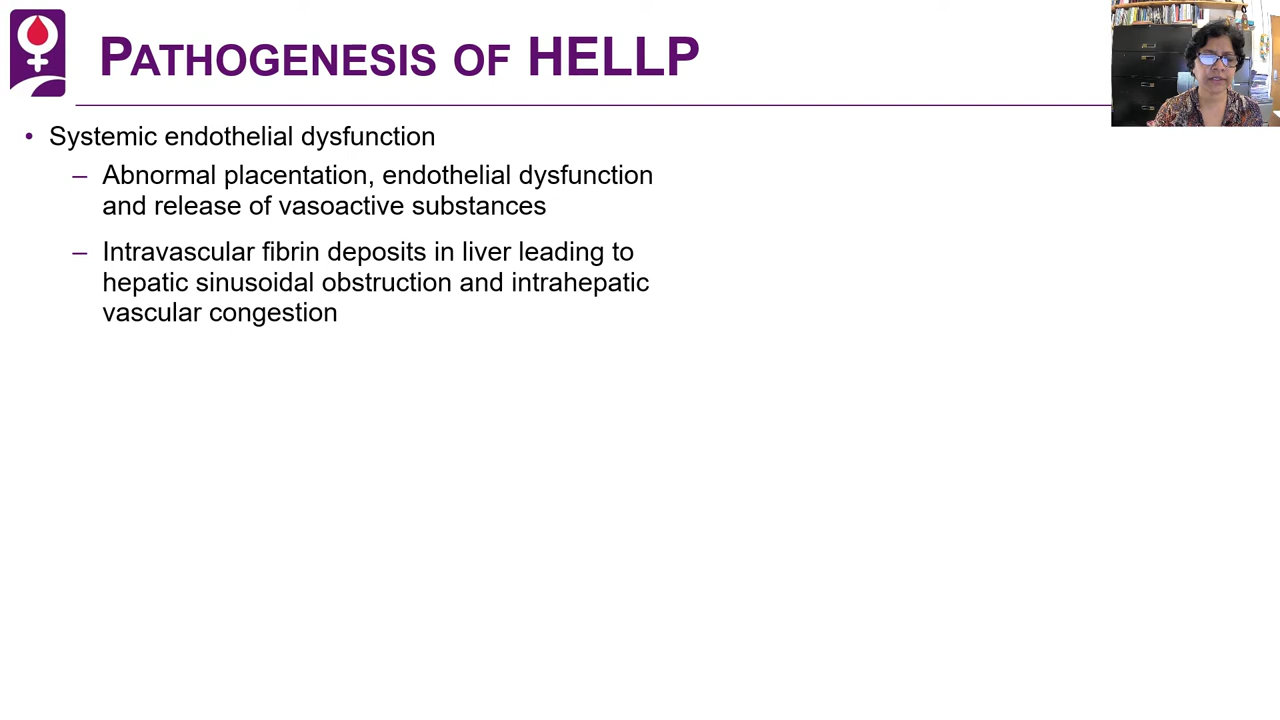 PATHOGENESIS OF HELLP
• Systemic endothelial dysfunction
– Abnormal placentation, endothelial dysfunction
and release of vasoactive substances
– Intravascular fibrin deposits in liver leading to
hepatic sinusoidal obstruction and intrahepatic
vascular congestion